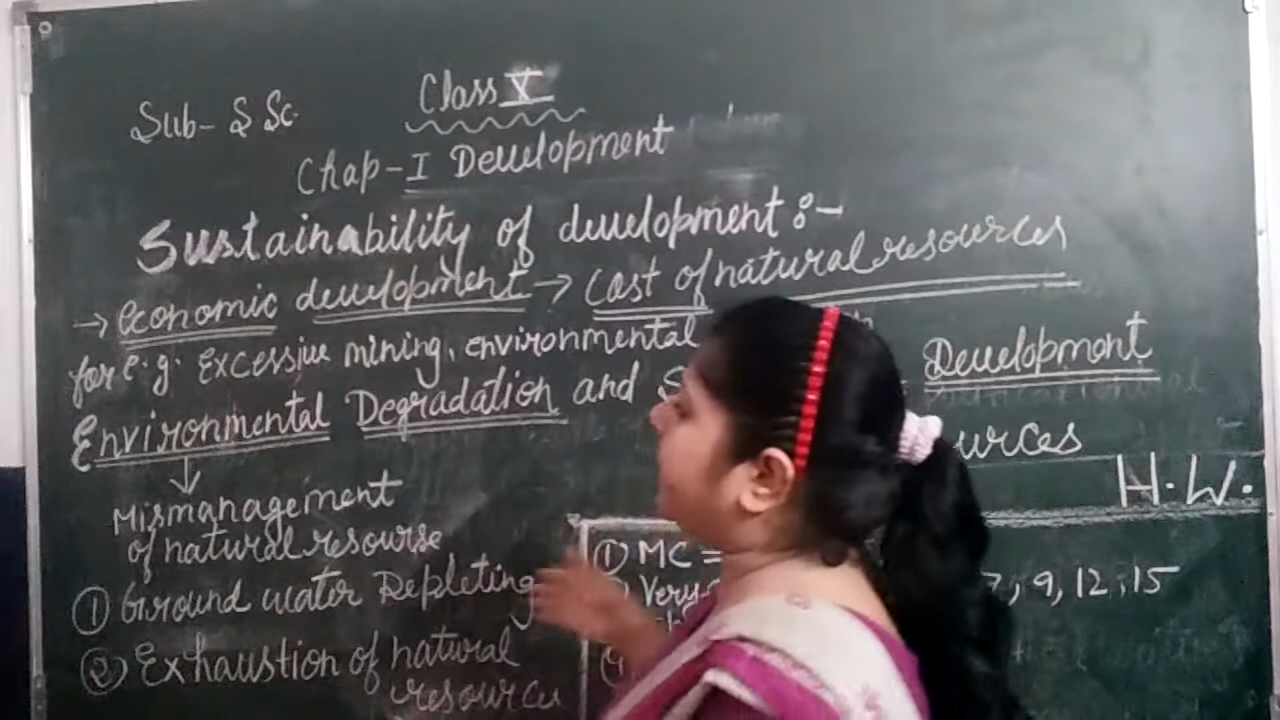 Sub- S Sc.
Class X
Chap-I Development
Sustainability of development :-
→ Economic development → Cost of natural resources
for e.g. Excessive mining, environmental
Environmental Degradation and S
Development
↓
Mismanagement
of natural resourse
urces
H.W.
① Ground water Depleting
② Exhaustion of natural
resources
① MC =
Very
7, 9, 12, 15